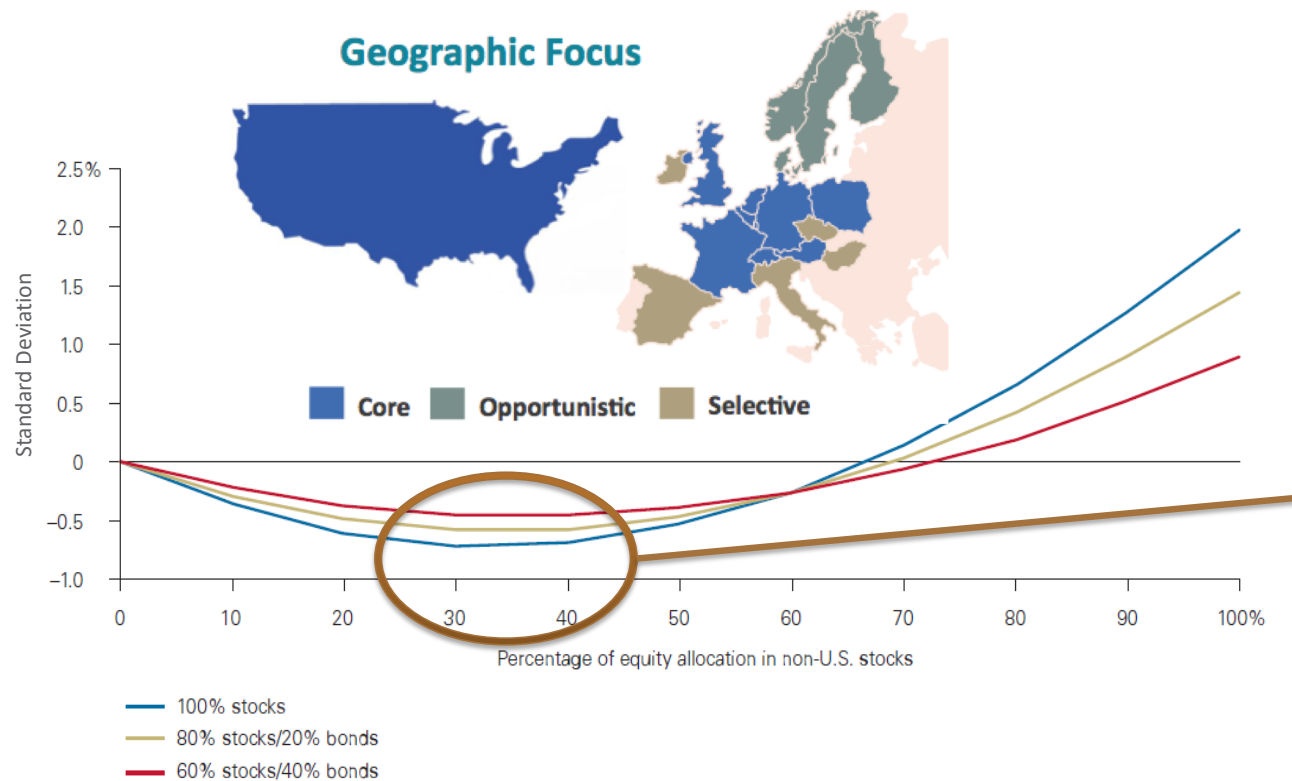 Geographic Focus
2.5%
2.0
1.5
1.0
0.5
0
–0.5
–1.0
Standard Deviation
Core Opportunistic Selective
0 10 20 30 40 50 60 70 80 90 100%
Percentage of equity allocation in non-U.S. stocks
100% stocks
80% stocks/20% bonds
60% stocks/40% bonds